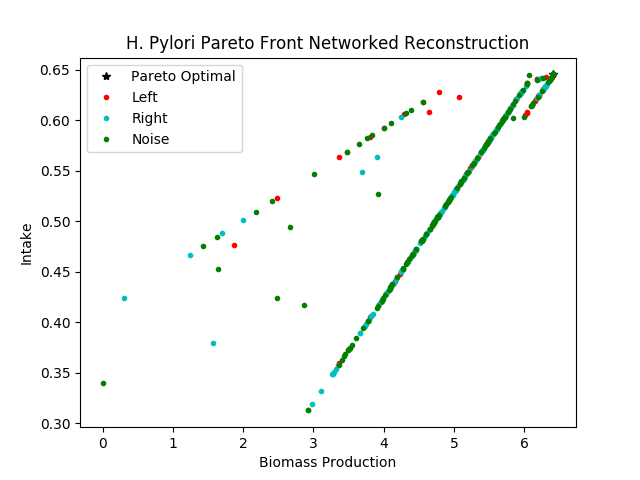 H. Pylori Pareto Front Networked Reconstruction
Pareto Optimal
Left
Right
Noise
0.65
0.60
0.55
0.50
0.45
0.40
0.35
0.30
Intake
0 1 2 3 4 5 6
Biomass Production